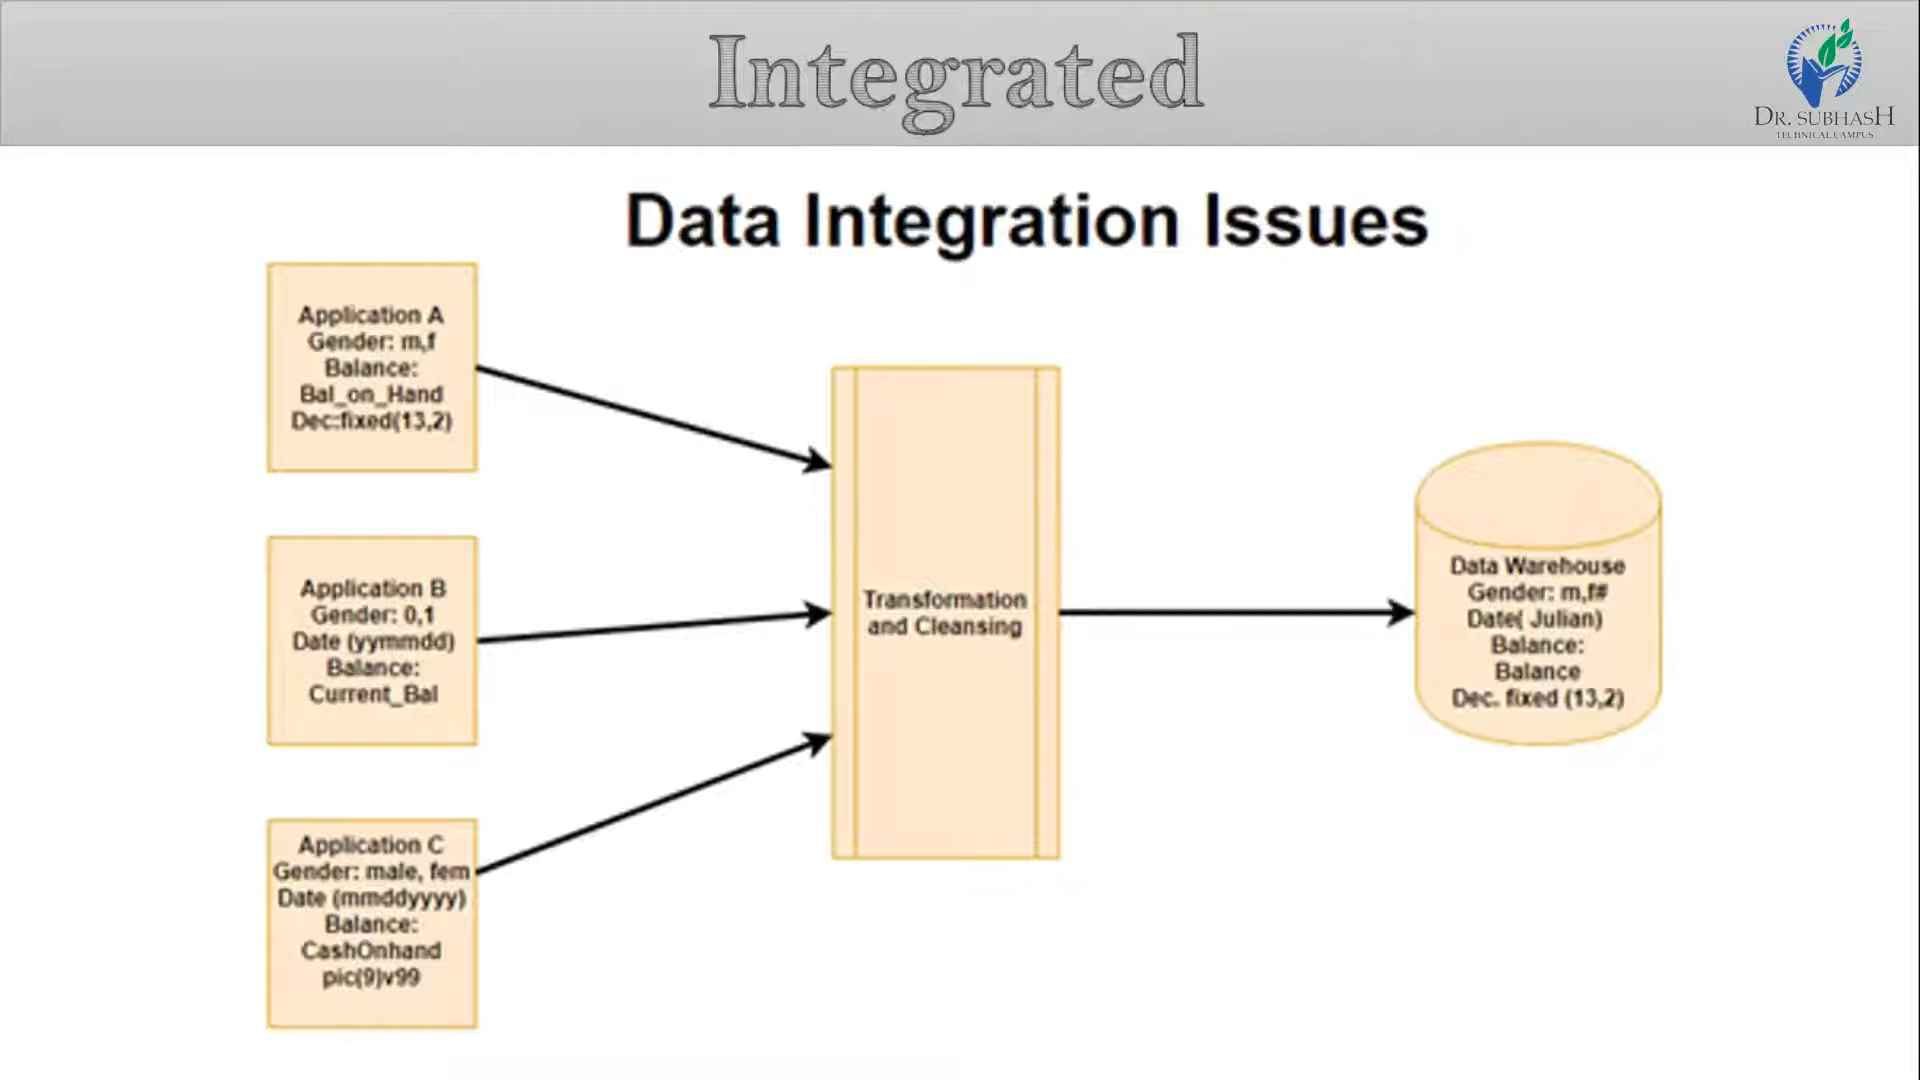 Integrated
DR. SUBHASH
TECHNICAL CAMPUS
Data Integration Issues
Application A
Gender: m,f
Balance:
Bal_on_Hand
Dec:fixed(13,2)
Application B
Gender: 0,1
Date (yymmdd)
Balance:
Current_Bal
Application C
Gender: male, fem
Date (mmddyyyy)
Balance:
CashOnhand
pic(9)v99
Transformation
and Cleansing
Data Warehouse
Gender: m,f#
Date( Julian)
Balance:
Balance
Dec. fixed (13,2)